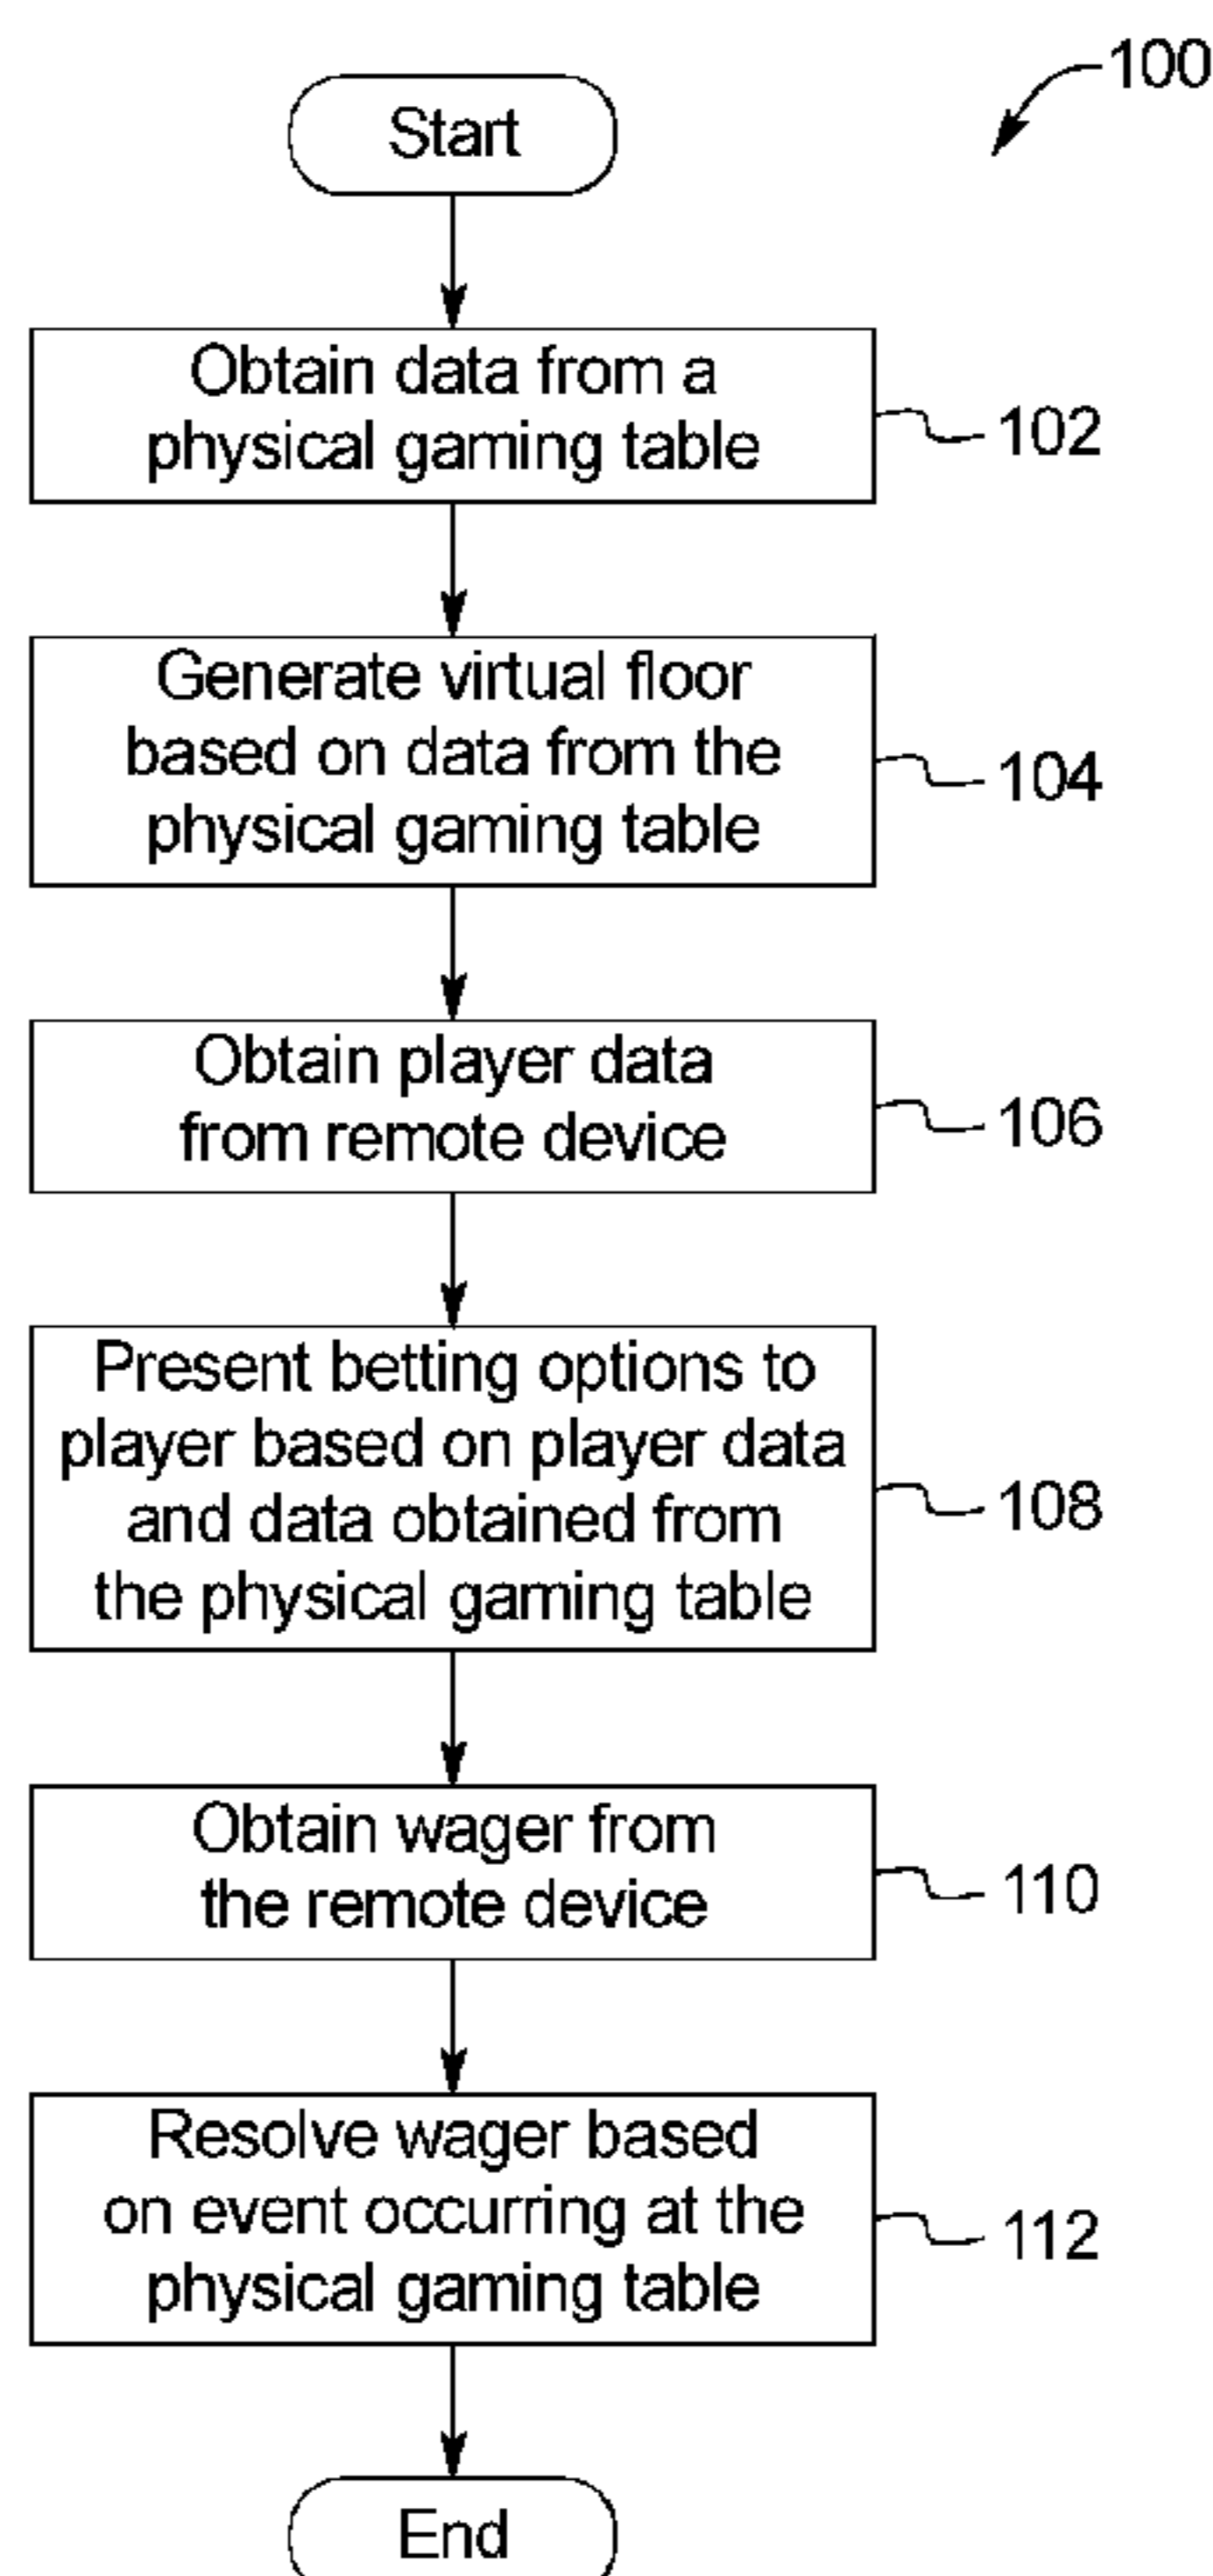 100
Start
Obtain data from a
physical gaming table
102
Generate virtual floor
based on data from the
physical gaming table
104
Obtain player data
from remote device
106
Present betting options to
player based on player data
and data obtained from
the physical gaming table
108
Obtain wager from
the remote device
110
Resolve wager based
on event occurring at the
physical gaming table
112
End